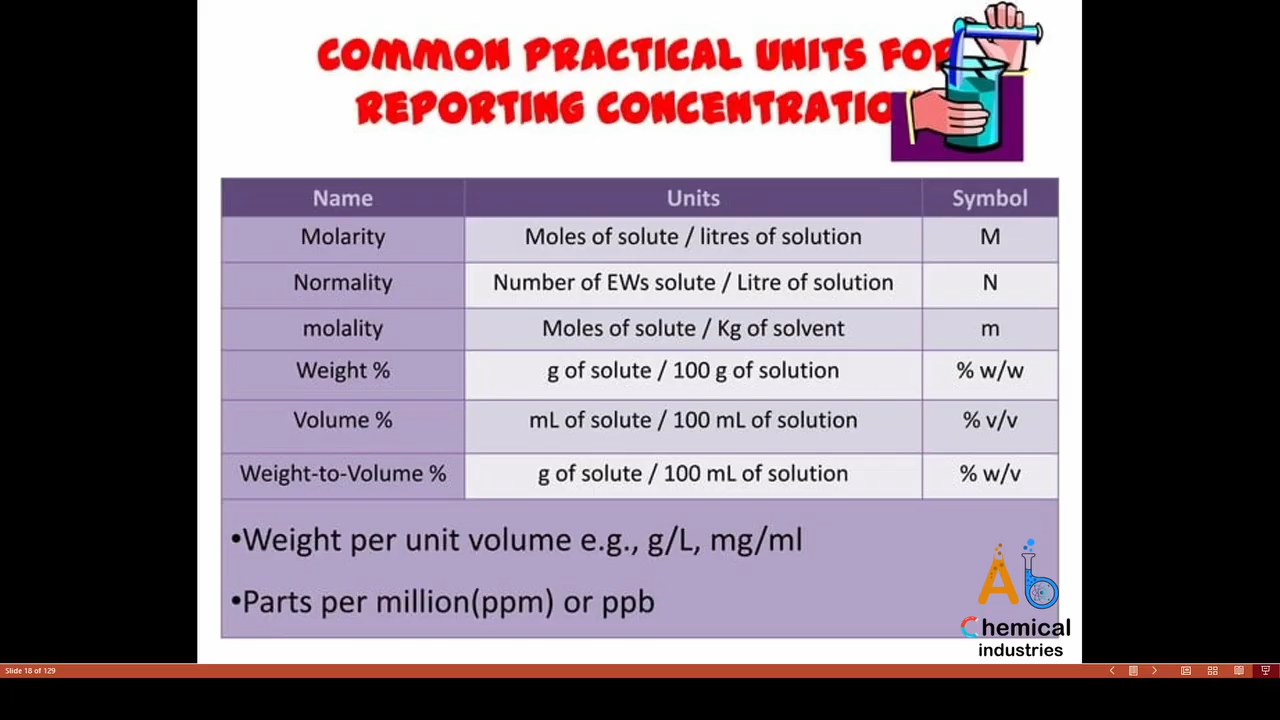 COMMON PRACTICAL UNITS FOR
REPORTING CONCENTRATIO
Name Units Symbol
Molarity Moles of solute / litres of solution M
Normality Number of EWs solute / Litre of solution N
molality Moles of solute / Kg of solvent m
Weight % g of solute / 100 g of solution % w/w
Volume % mL of solute / 100 mL of solution % v/v
Weight-to-Volume % g of solute / 100 mL of solution % w/v
•Weight per unit volume e.g., g/L, mg/ml
•Parts per million(ppm) or ppb
Ab
Chemical
industries
Slide 18 of 129